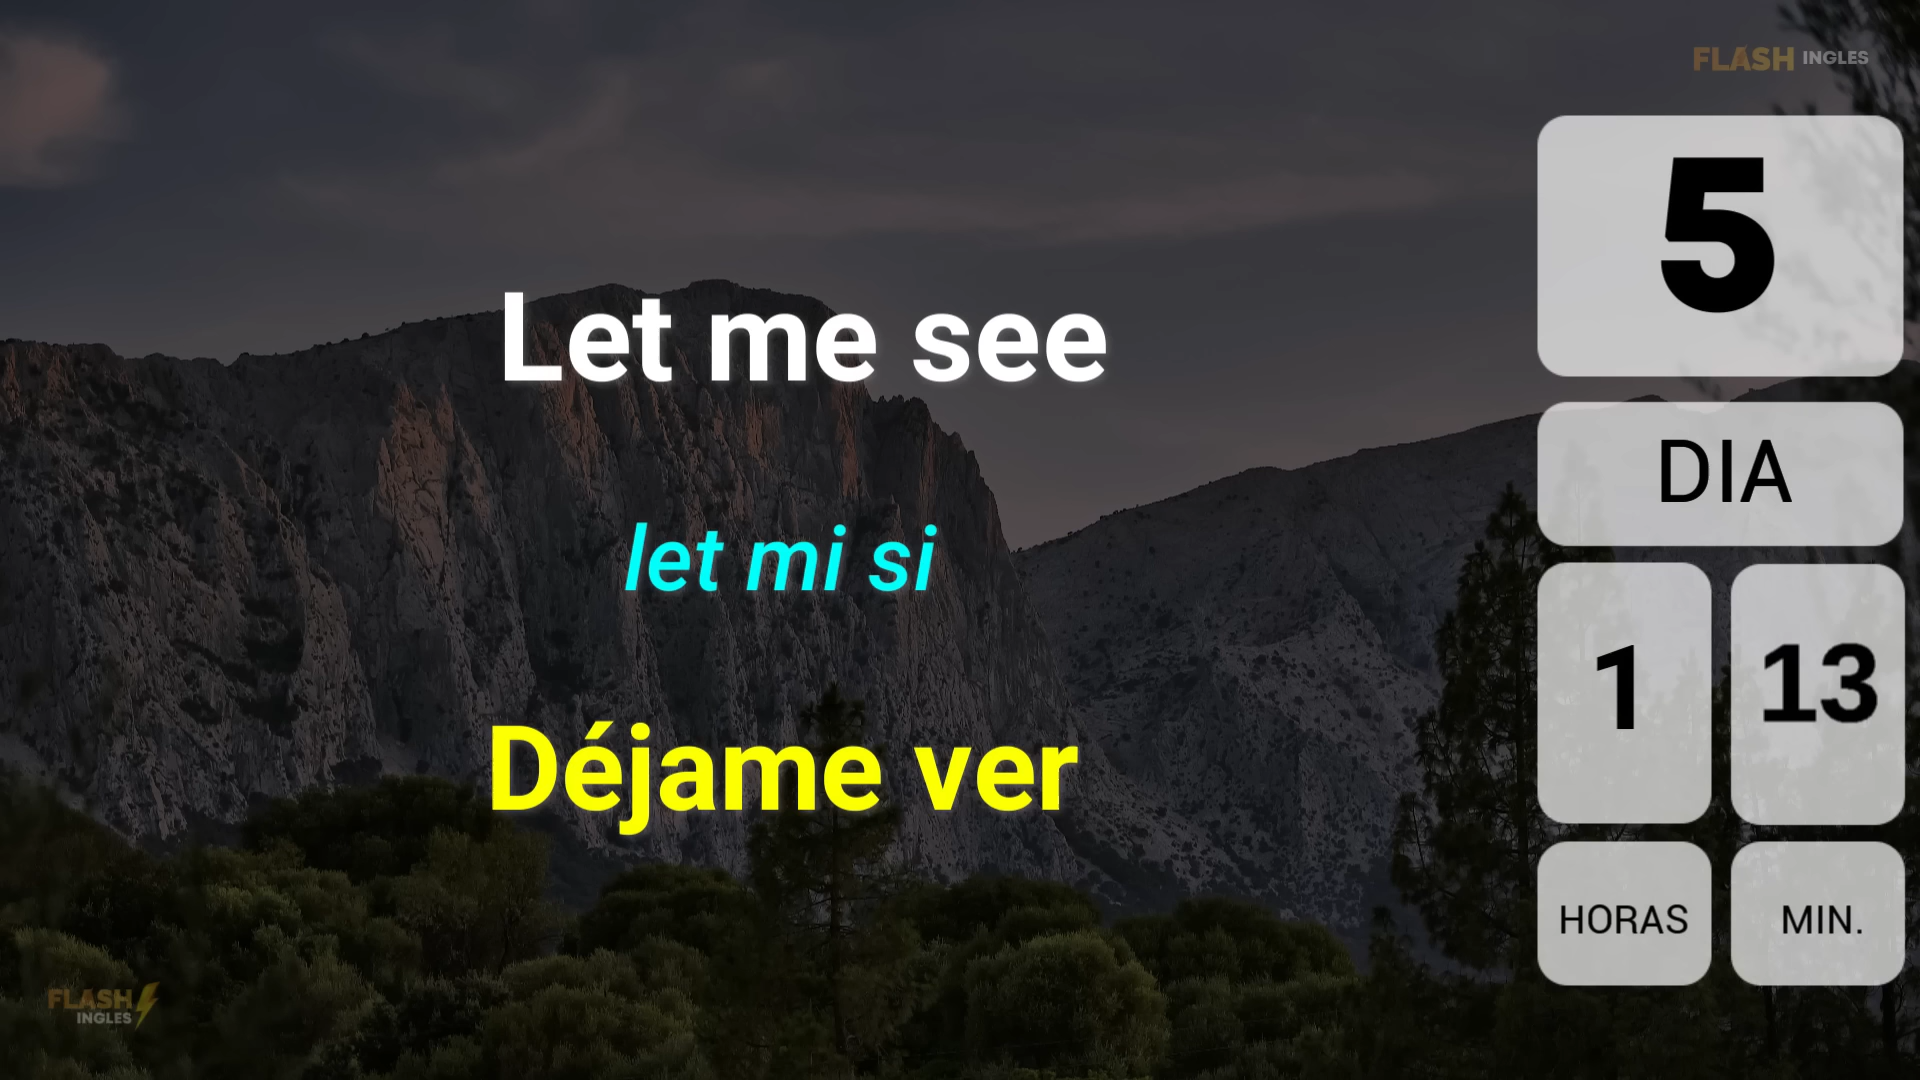 FLASH INGLES
5
DIA
Let me see
let mi si
Déjame ver
1 13
HORAS MIN.
FLASH
INGLES